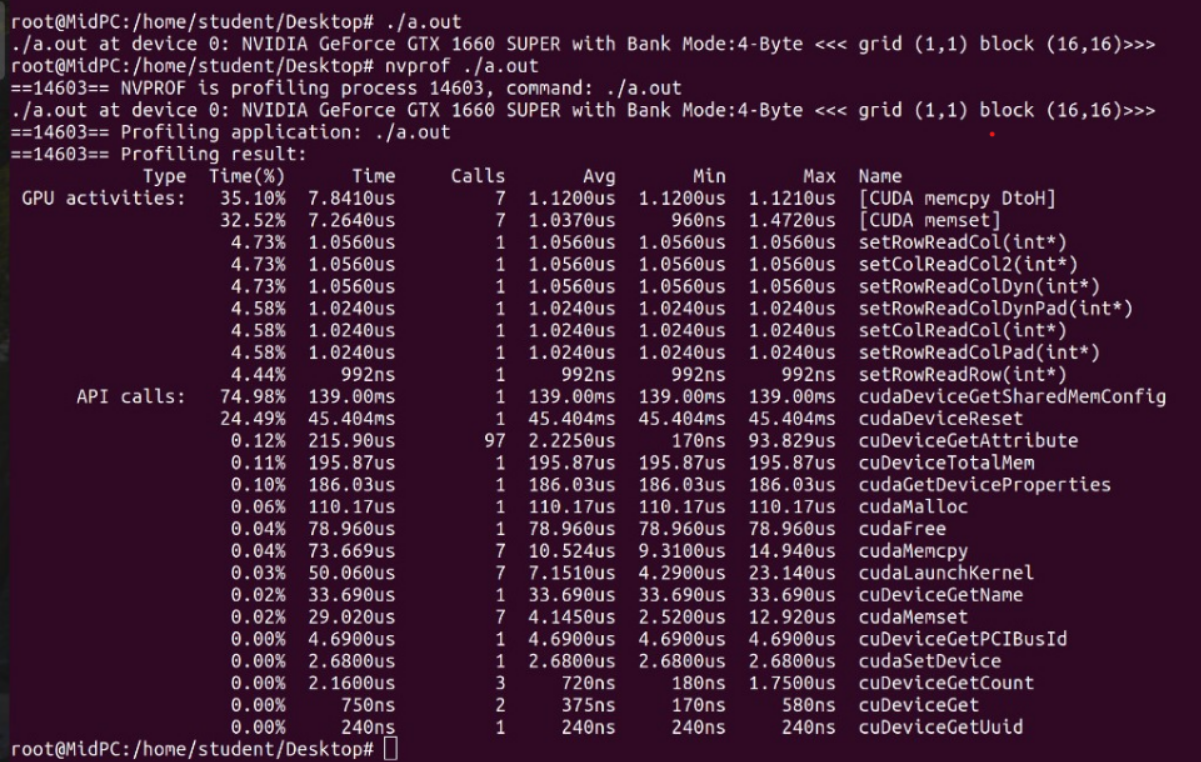 root@MidPC:/home/student/Desktop# ./a.out
./a.out at device 0: NVIDIA GeForce GTX 1660 SUPER with Bank Mode:4-Byte <<< grid (1,1) block (16,16)>>>
root@MidPC:/home/student/Desktop# nvprof ./a.out
==14603== NVPROF is profiling process 14603, command: ./a.out
./a.out at device 0: NVIDIA GeForce GTX 1660 SUPER with Bank Mode:4-Byte <<< grid (1,1) block (16,16)>>>
==14603== Profiling application: ./a.out
==14603== Profiling result:
Type Time(%) Time Calls Avg Min Max Name
GPU activities: 35.10% 7.8410us 7 1.1200us 1.1200us 1.1210us [CUDA memcpy DtoH]
32.52% 7.2640us 7 1.0370us 960ns 1.4720us [CUDA memset]
4.73% 1.0560us 1 1.0560us 1.0560us 1.0560us setRowReadCol(int*)
4.73% 1.0560us 1 1.0560us 1.0560us 1.0560us setColReadCol2(int*)
4.73% 1.0560us 1 1.0560us 1.0560us 1.0560us setRowReadColDyn(int*)
4.58% 1.0240us 1 1.0240us 1.0240us 1.0240us setRowReadColDynPad(int*)
4.58% 1.0240us 1 1.0240us 1.0240us 1.0240us setColReadCol(int*)
4.58% 1.0240us 1 1.0240us 1.0240us 1.0240us setRowReadColPad(int*)
4.44% 992ns 1 992ns 992ns 992ns setRowReadRow(int*)
API calls: 74.98% 139.00ms 1 139.00ms 139.00ms 139.00ms cudaDeviceGetSharedMemConfig
24.49% 45.404ms 1 45.404ms 45.404ms 45.404ms cudaDeviceReset
0.12% 215.90us 97 2.2250us 170ns 93.829us cuDeviceGetAttribute
0.11% 195.87us 1 195.87us 195.87us 195.87us cuDeviceTotalMem
0.10% 186.03us 1 186.03us 186.03us 186.03us cudaGetDeviceProperties
0.06% 110.17us 1 110.17us 110.17us 110.17us cudaMalloc
0.04% 78.960us 1 78.960us 78.960us 78.960us cudaFree
0.04% 73.669us 7 10.524us 9.3100us 14.940us cudaMemcpy
0.03% 50.060us 7 7.1510us 4.2900us 23.140us cudaLaunchKernel
0.02% 33.690us 1 33.690us 33.690us 33.690us cuDeviceGetName
0.02% 29.020us 7 4.1450us 2.5200us 12.920us cudaMemset
0.00% 4.6900us 1 4.6900us 4.6900us 4.6900us cuDeviceGetPCIBusId
0.00% 2.6800us 1 2.6800us 2.6800us 2.6800us cudaSetDevice
0.00% 2.1600us 3 720ns 180ns 1.7500us cuDeviceGetCount
0.00% 750ns 2 375ns 170ns 580ns cuDeviceGet
0.00% 240ns 1 240ns 240ns 240ns cuDeviceGetUuid
root@MidPC:/home/student/Desktop#